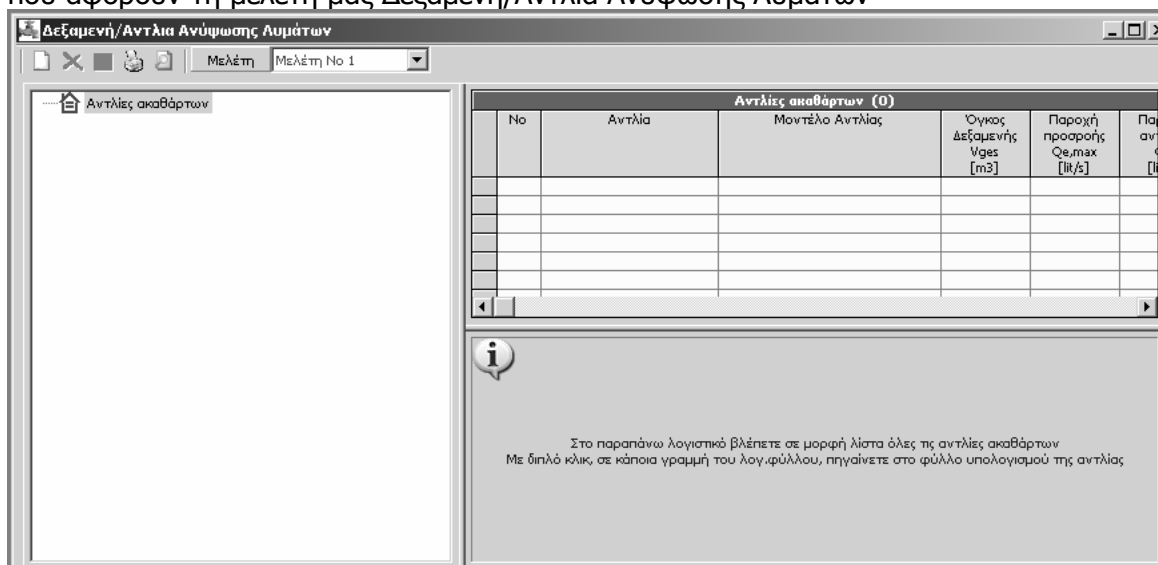 που αφορούν τη μελέτη μας Δεξαμενή/Αντλία Ανύψωσης Λυμάτων
Δεξαμενή/Αντλια Ανύψωσης Λυμάτων
Μελέτη Μελέτη No 1
Αντλίες ακαθάρτων
Αντλίες ακαθάρτων (0)
No Αντλία Μοντέλο Αντλίας Όγκος Δεξαμενής Vges [m3] Παροχή προσροής Qe,max [lit/s]
Στο παραπάνω λογιστικό βλέπετε σε μορφή λίστα όλες τις αντλίες ακαθάρτων
Με διπλό κλικ, σε κάποια γραμμή του λογ.φύλλου, πηγαίνετε στο φύλλο υπολογισμού της αντλίας